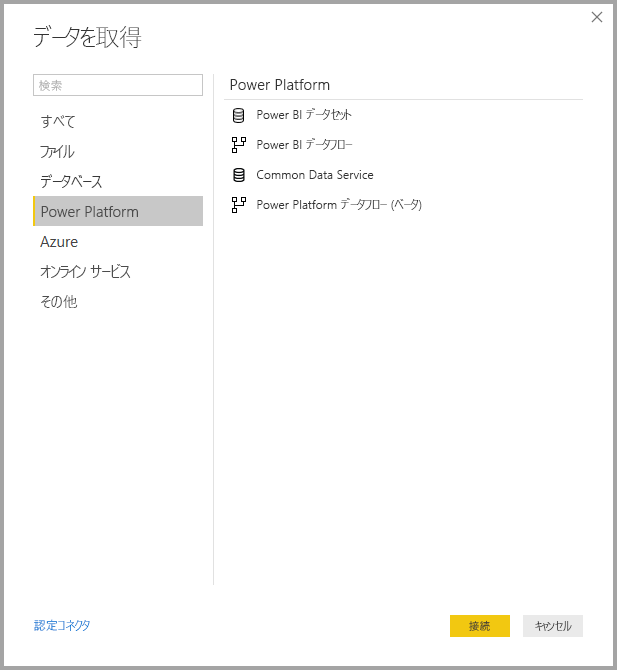 データを取得
検索
すべて
ファイル
データベース
Power Platform
Azure
オンライン サービス
その他
Power Platform
Power BI データセット
Power BI データフロー
Common Data Service
Power Platform データフロー (ベータ)
認定コネクタ
接続
キャンセル